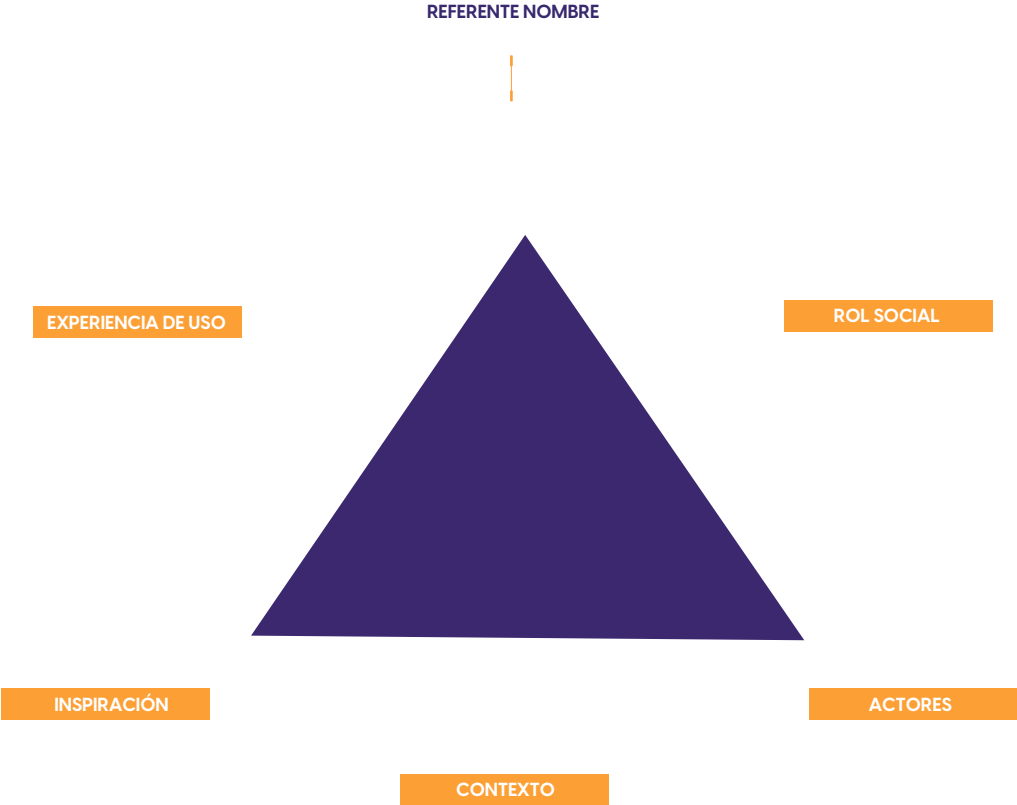 REFERENTE NOMBRE
EXPERIENCIA DE USO
ROL SOCIAL
INSPIRACIÓN
ACTORES
CONTEXTO